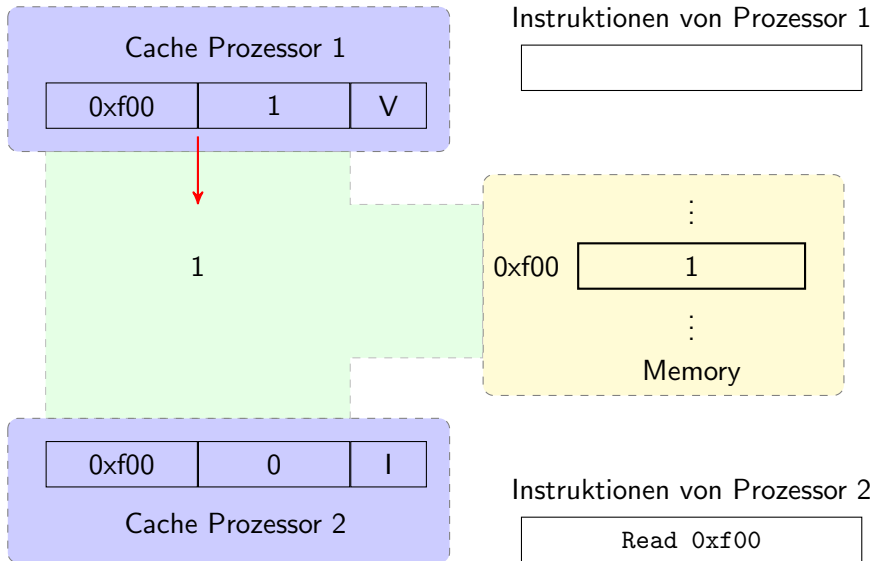 Instruktionen von Prozessor 1
Cache Prozessor 1
0xf00 1 V
1
0xf00 1
Memory
0xf00 0 I
Cache Prozessor 2
Instruktionen von Prozessor 2
Read 0xf00